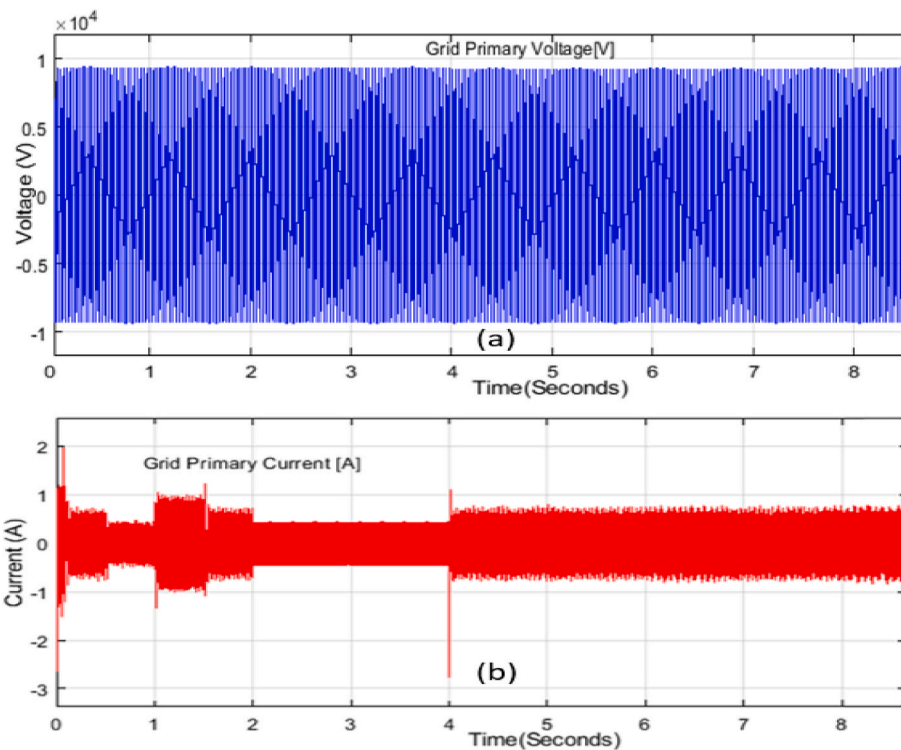 ×10⁴
Grid Primary Voltage[V]
1
0.5
0
-0.5
-1
Voltage (V)
(a)
0 1 2 3 4 5 6 7 8
Time(Seconds)
Grid Primary Current [A]
2
1
0
-1
-2
-3
Current (A)
(b)
0 1 2 3 4 5 6 7 8
Time(Seconds)